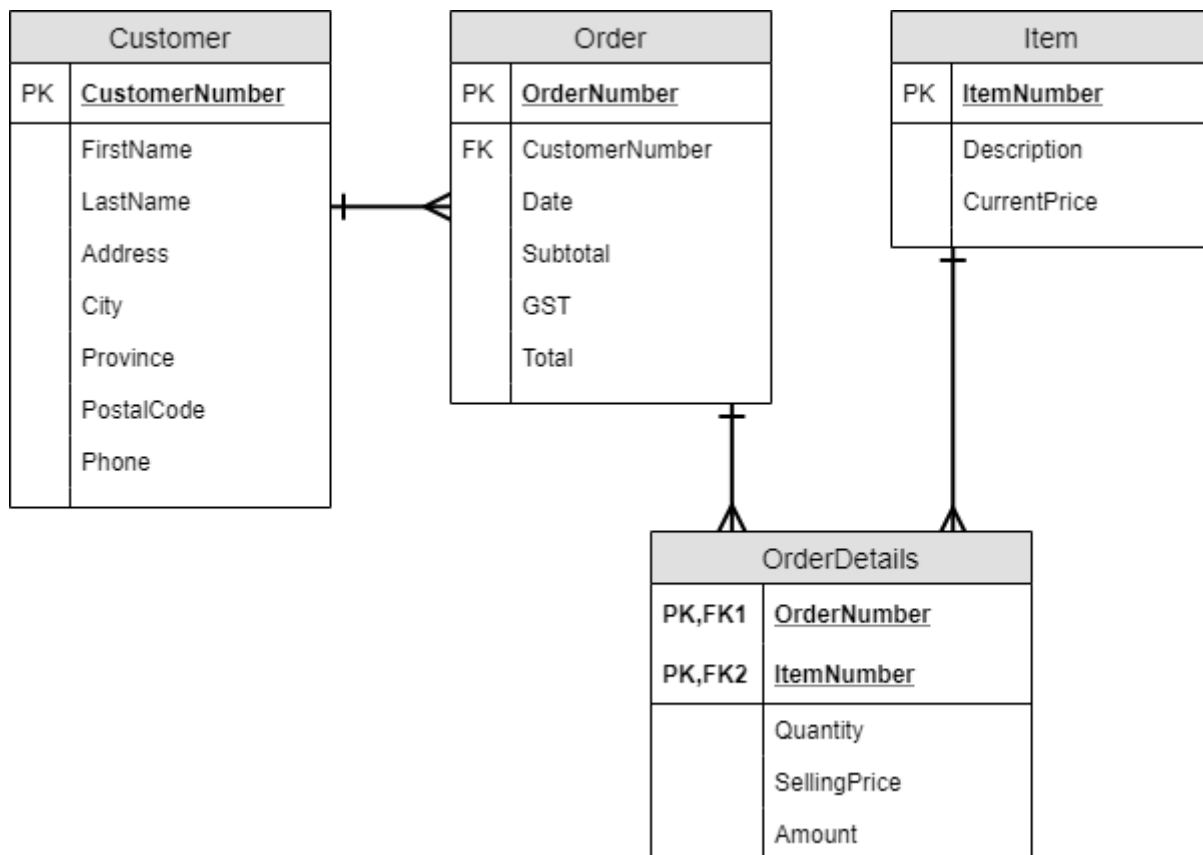 Customer
PK CustomerNumber
FirstName
LastName
Address
City
Province
PostalCode
Phone
Order
PK OrderNumber
FK CustomerNumber
Date
Subtotal
GST
Total
Item
PK ItemNumber
Description
CurrentPrice
OrderDetails
PK,FK1 OrderNumber
PK,FK2 ItemNumber
Quantity
SellingPrice
Amount